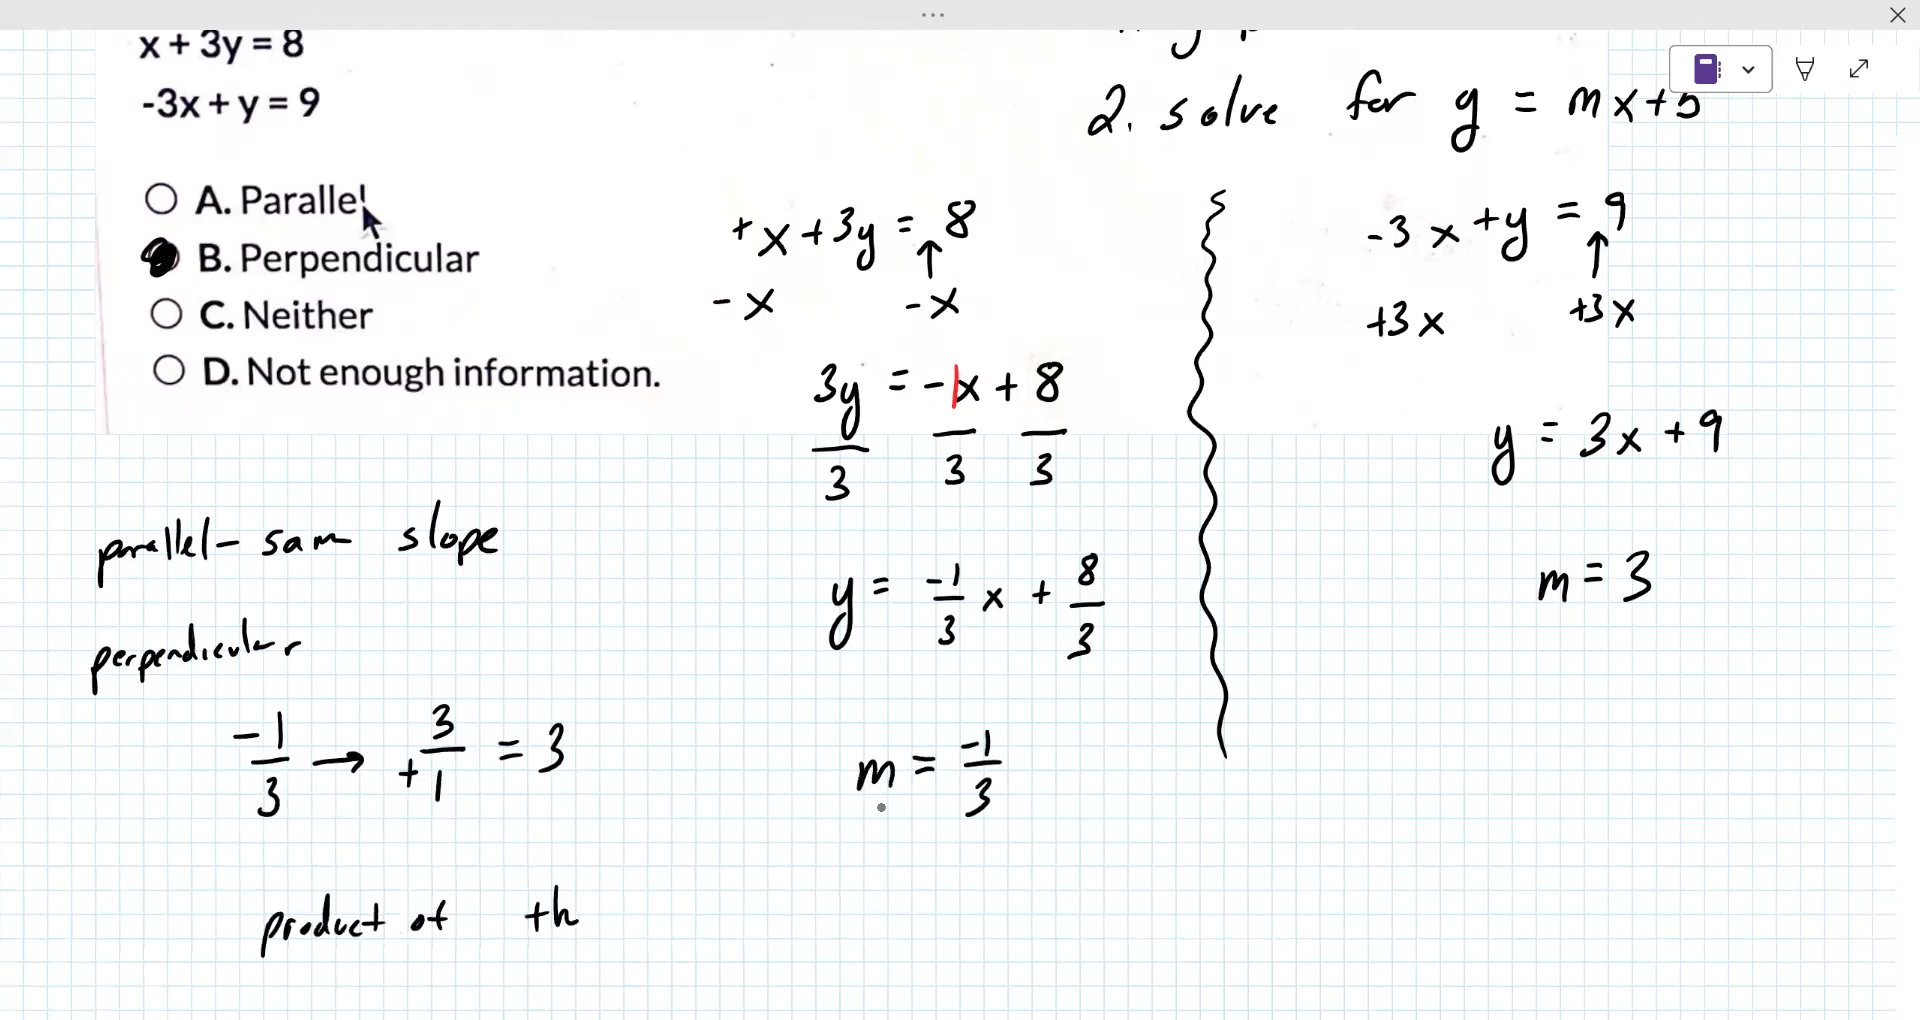 x + 3y = 8
-3x + y = 9
2. solve for y = mx+b
A. Parallel
B. Perpendicular
C. Neither
D. Not enough information.
+x+3y = 8
-x -x
3y = -1x + 8
3 3 3
y = -1/3 x + 8/3
m = -1/3
-3x+y = 9
+3x +3x
y = 3x + 9
m = 3
parallel - sam slope
perpendicular
-1/3 → 3/+1 = 3
product of th